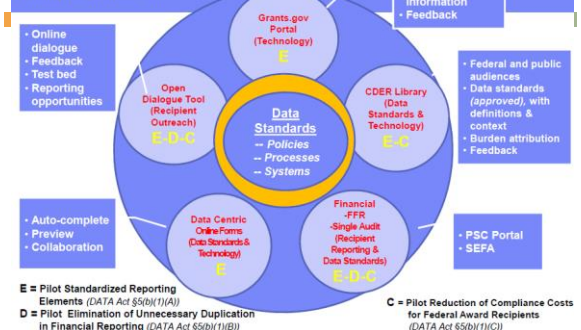 information
• Feedback
Grants.gov
Portal
(Technology)
E
• Online
dialogue
• Feedback
• Test bed
• Reporting
opportunities
Open
Dialogue Tool
(Recipient
Outreach)
E-D-C
Data
Standards
-- Policies
-- Processes
-- Systems
CDER Library
(Data
Standards &
Technology)
E-C
• Federal and public
audiences
• Data standards
(approved), with
definitions &
context
• Burden attribution
• Feedback
• Auto-complete
• Preview
• Collaboration
Data Centric
Online Forms
(Data Standards &
Technology)
E
Financial
-FFR
-Single Audit
(Recipient
Reporting &
Data Standards)
E-D-C
• PSC Portal
• SEFA
E = Pilot Standardized Reporting
Elements (DATA Act §5(b)(1)(A))
D = Pilot Elimination of Unnecessary Duplication
in Financial Reporting (DATA Act §5(b)(1)(B))
C = Pilot Reduction of Compliance Costs
for Federal Award Recipients
(DATA Act §5(b)(1)(C))